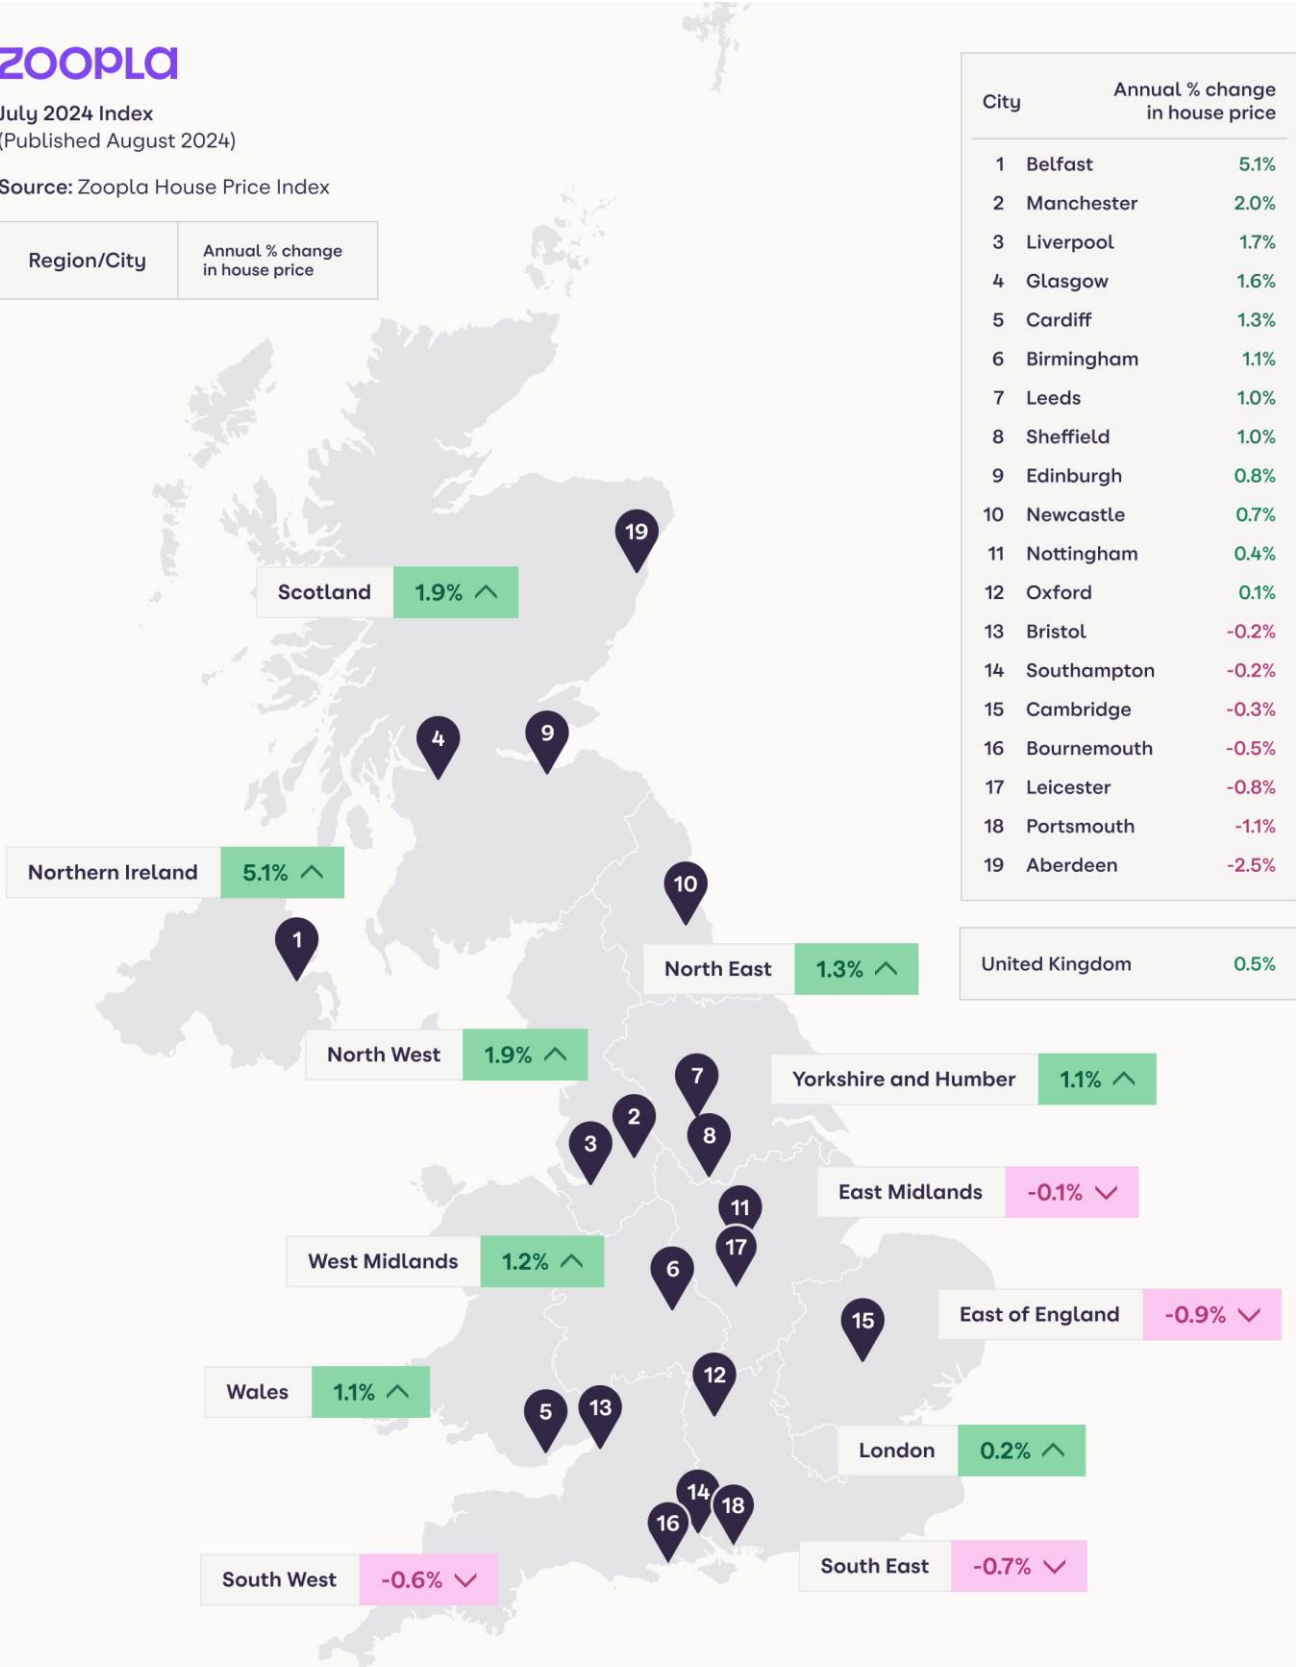 zoopla
July 2024 Index
(Published August 2024)
Source: Zoopla House Price Index
Region/City
Annual % change
in house price
City
Annual % change
in house price
1 Belfast 5.1%
2 Manchester 2.0%
3 Liverpool 1.7%
4 Glasgow 1.6%
5 Cardiff 1.3%
6 Birmingham 1.1%
7 Leeds 1.0%
8 Sheffield 1.0%
9 Edinburgh 0.8%
10 Newcastle 0.7%
11 Nottingham 0.4%
12 Oxford 0.1%
13 Bristol -0.2%
14 Southampton -0.2%
15 Cambridge -0.3%
16 Bournemouth -0.5%
17 Leicester -0.8%
18 Portsmouth -1.1%
19 Aberdeen -2.5%
United Kingdom 0.5%
19
Scotland 1.9%
4
9
Northern Ireland 5.1%
10
1
North East 1.3%
North West 1.9%
7
Yorkshire and Humber 1.1%
2
3
8
East Midlands -0.1%
11
17
West Midlands 1.2%
6
East of England -0.9%
15
12
Wales 1.1%
5
13
London 0.2%
14
18
16
South East -0.7%
South West -0.6%